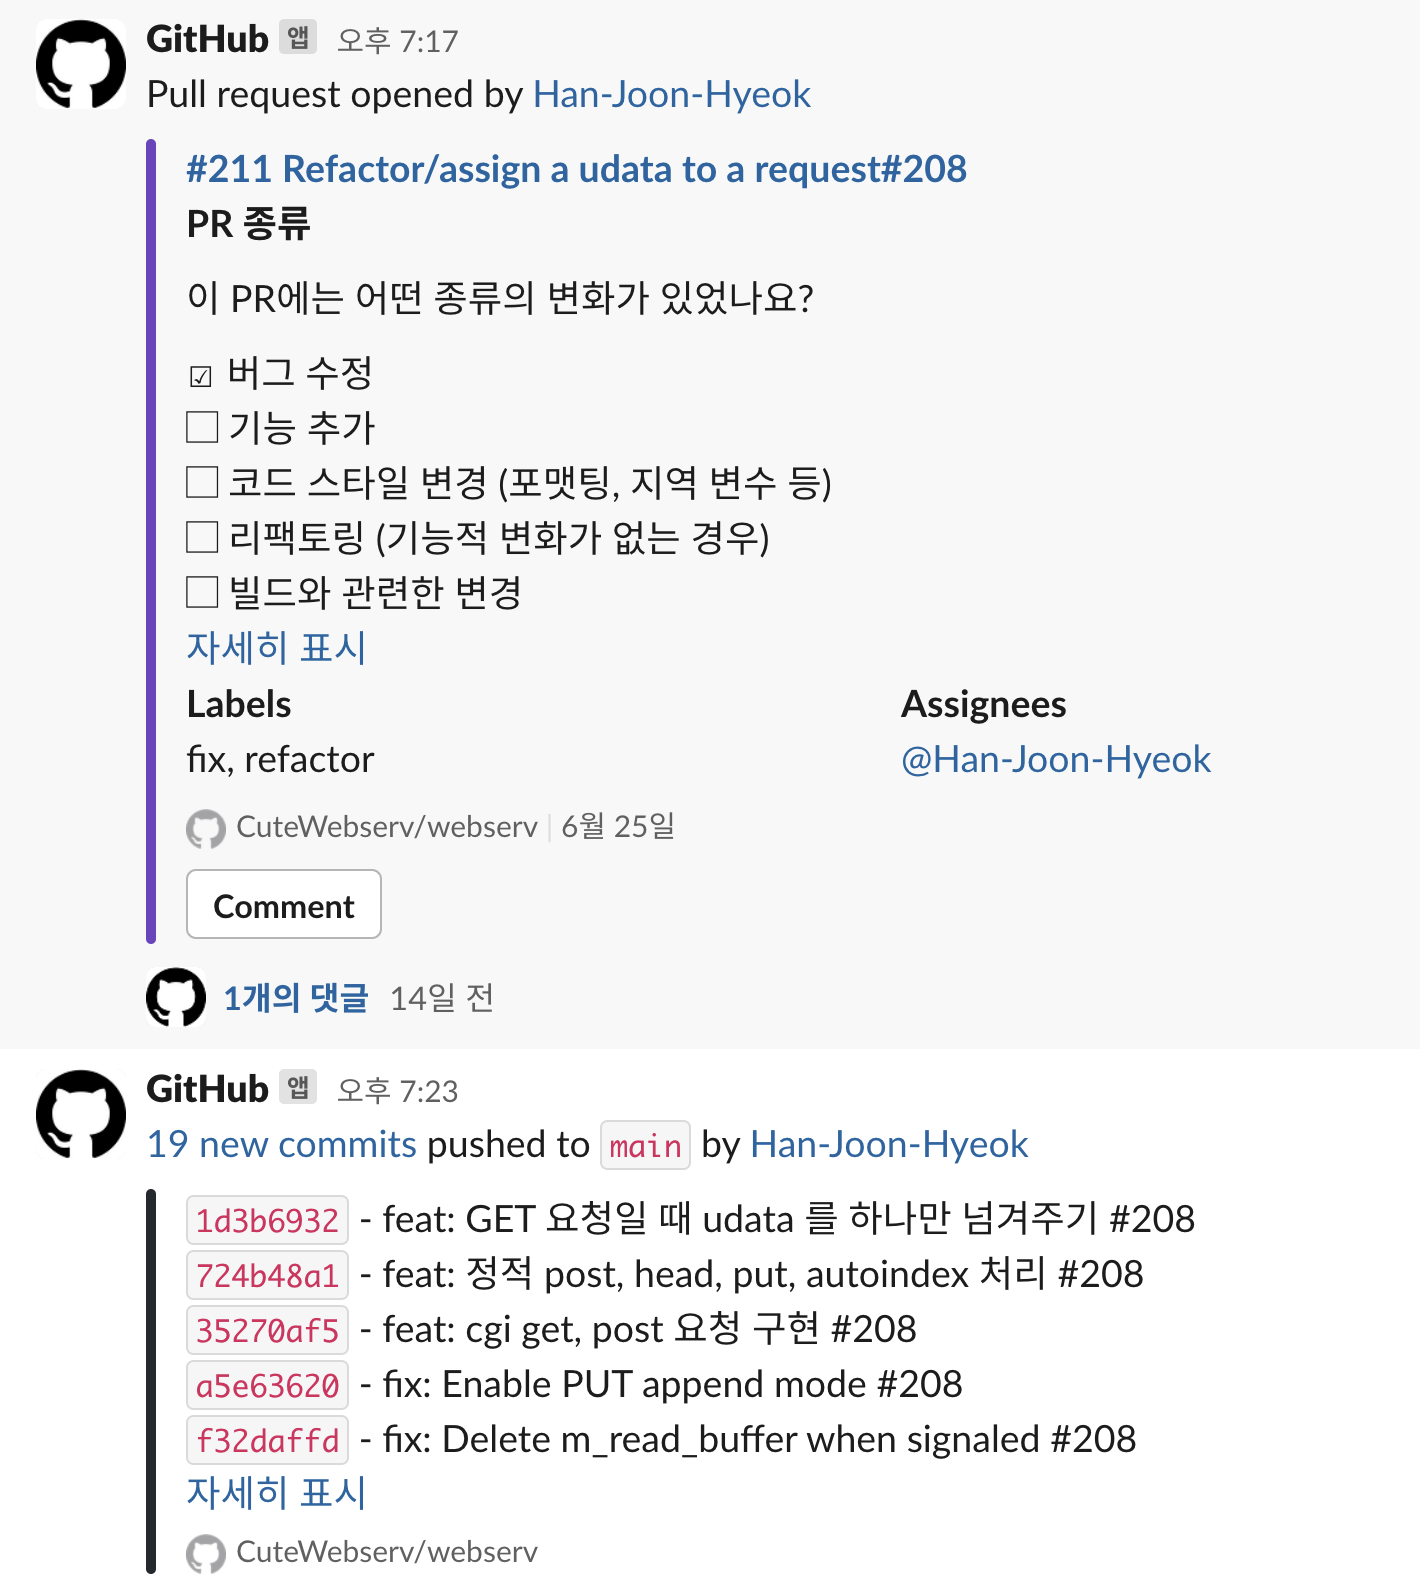 GitHub 앱 오후 7:17
Pull request opened by Han-Joon-Hyeok
#211 Refactor/assign a udata to a request#208
PR 종류
이 PR에는 어떤 종류의 변화가 있었나요?
☑ 버그 수정
기능 추가
코드 스타일 변경 (포맷팅, 지역 변수 등)
리팩토링 (기능적 변화가 없는 경우)
빌드와 관련한 변경
자세히 표시
Labels Assignees
fix, refactor @Han-Joon-Hyeok
CuteWebserv/webserv | 6월 25일
Comment
1개의 댓글 14일 전
GitHub 앱 오후 7:23
19 new commits pushed to main by Han-Joon-Hyeok
1d3b6932 - feat: GET 요청일 때 udata 를 하나만 넘겨주기 #208
724b48a1 - feat: 정적 post, head, put, autoindex 처리 #208
35270af5 - feat: cgi get, post 요청 구현 #208
a5e63620 - fix: Enable PUT append mode #208
f32daffd - fix: Delete m_read_buffer when signaled #208
자세히 표시
CuteWebserv/webserv